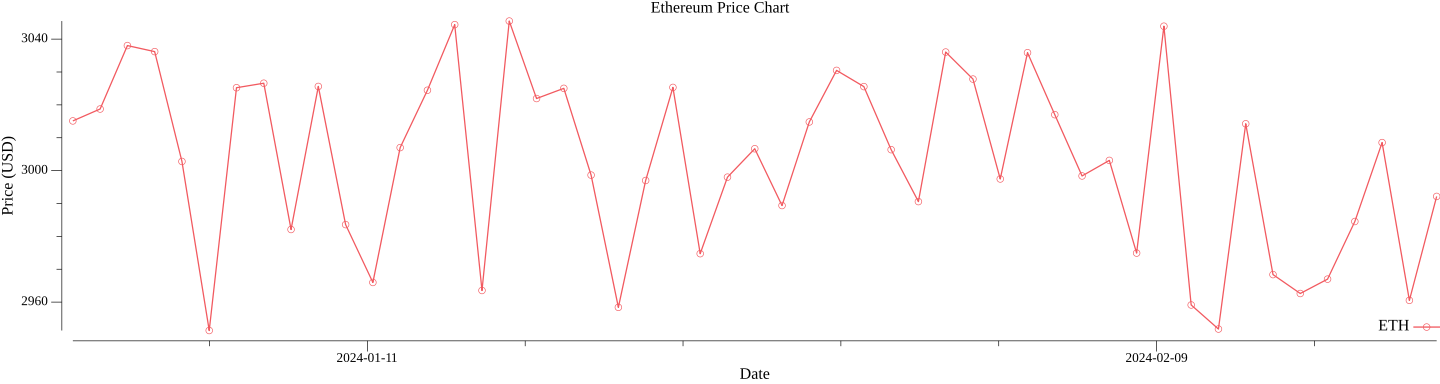 Ethereum Price Chart
3040
3000
2960
Price (USD)
ETH
2024-01-11
2024-02-09
Date